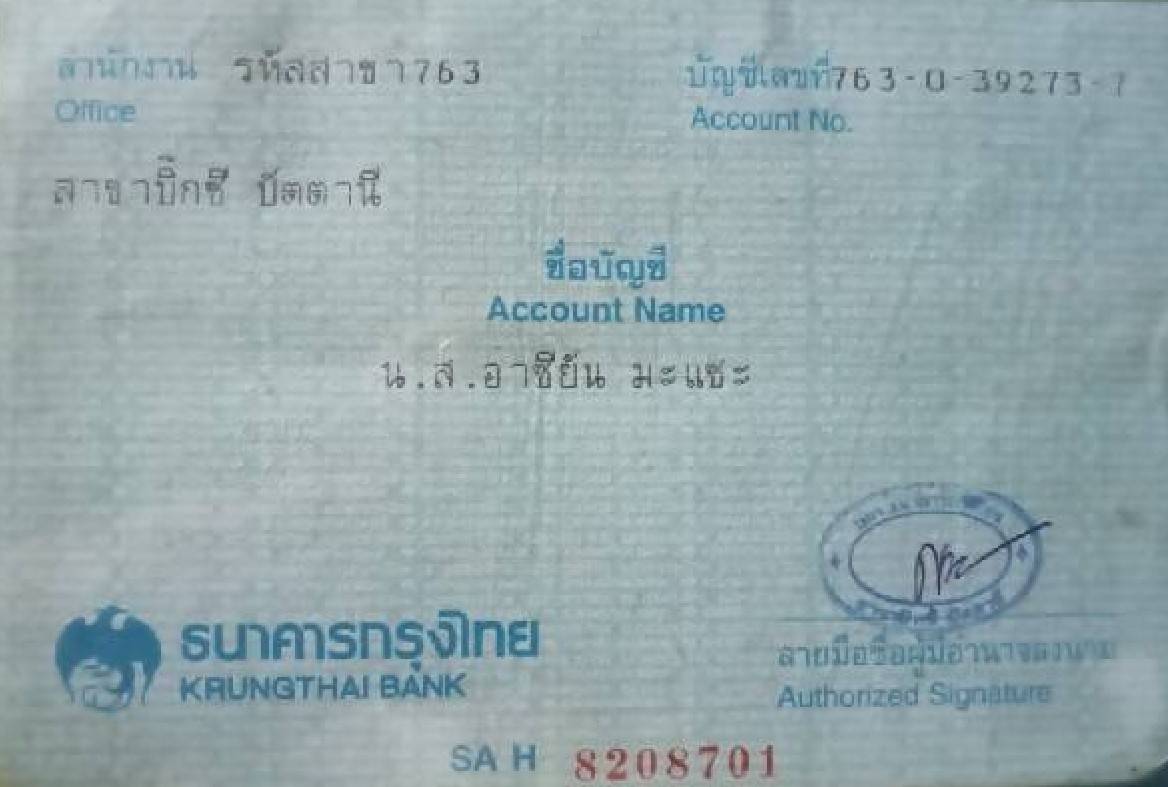 สำนักงาน รหัสสาขา763
Office
บัญชีเลขที่763-0-39273-7
Account No.
สาขาบิ๊กซี ปัตตานี
ชื่อบัญชี
Account Name
น.ส.อาซียัน มะแซะ
ธนาคารกรุงไทย
KRUNGTHAI BANK
ลายมือชื่อผู้มีอำนาจลงนาม
Authorized Signature
SA H 8208701